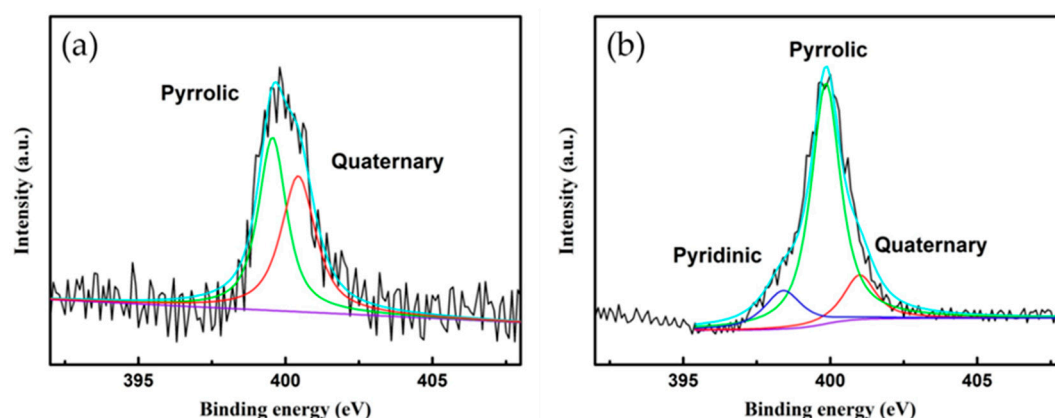 (a)
Pyrrolic
Quaternary
Intensity (a.u.)
395 400 405
Binding energy (eV)
(b)
Pyrrolic
Pyridinic
Quaternary
Intensity (a.u.)
395 400 405
Binding energy (eV)